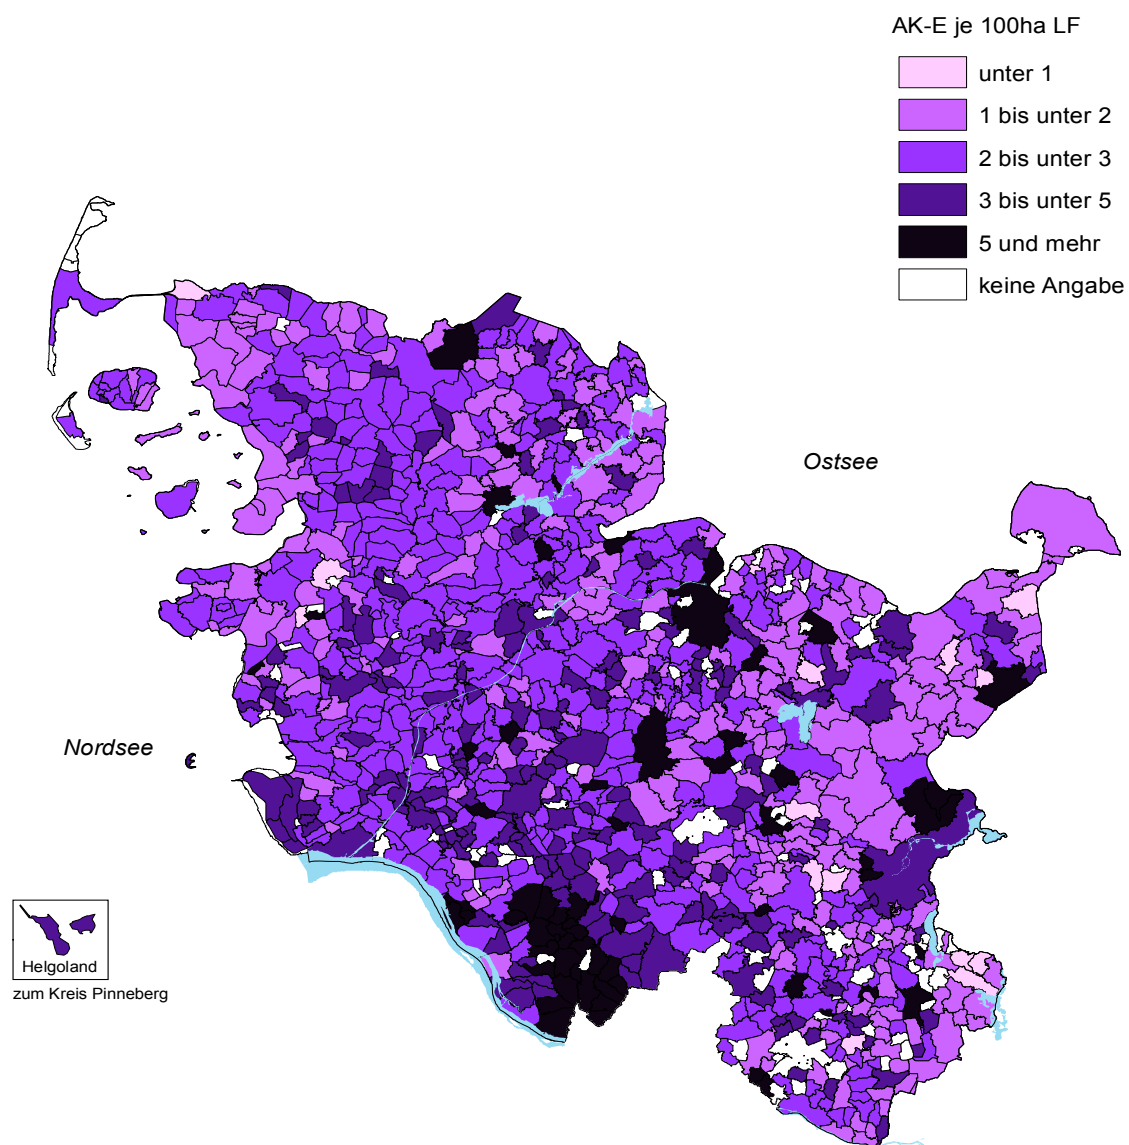 AK-E je 100ha LF
unter 1
1 bis unter 2
2 bis unter 3
3 bis unter 5
5 und mehr
keine Angabe
Ostsee
Nordsee
Helgoland
zum Kreis Pinneberg